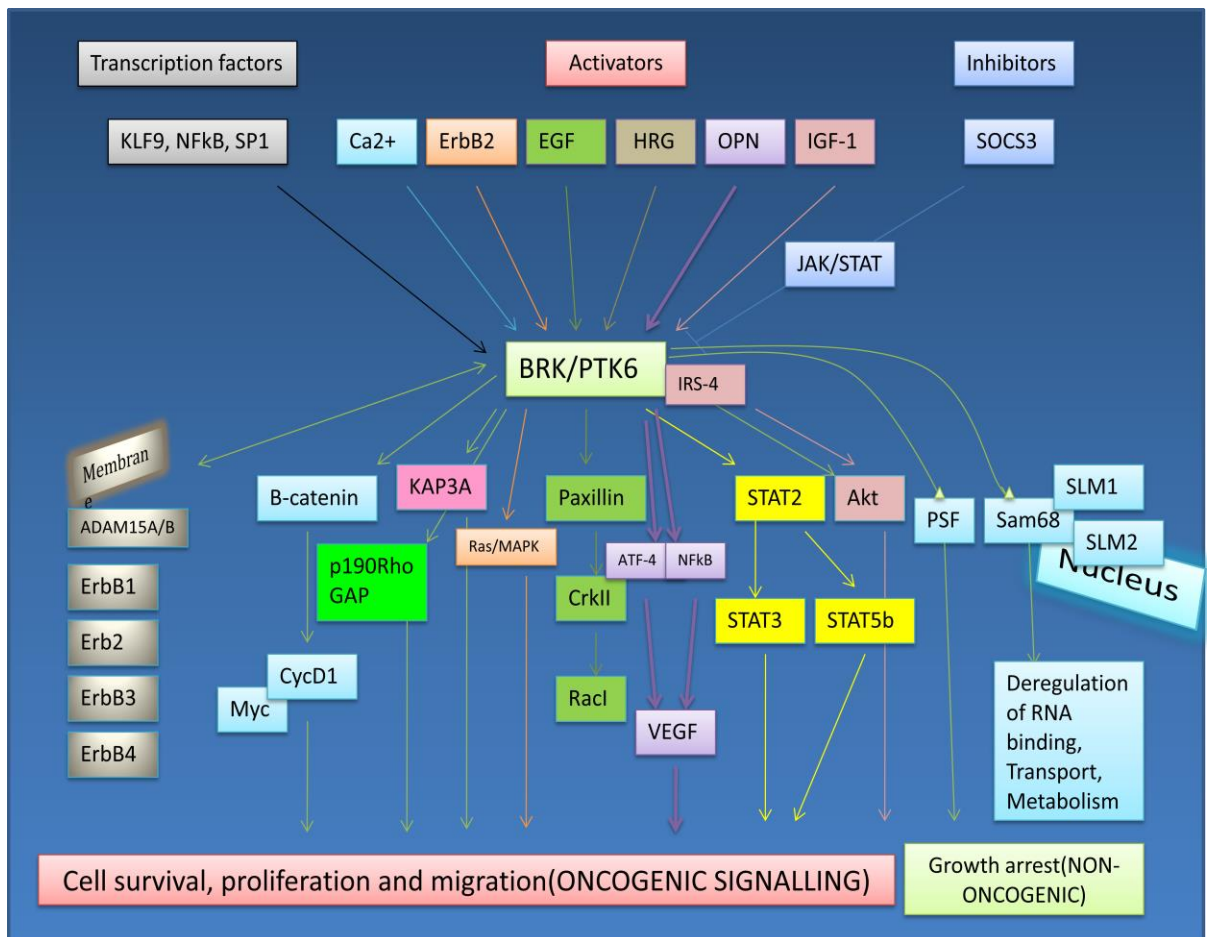 Transcription factors
Activators
Inhibitors
KLF9, NFkB, SP1
Ca2+
ErbB2
EGF
HRG
OPN
IGF-1
SOCS3
JAK/STAT
BRK/PTK6
IRS-4
Membran
e
ADAM15A/B
ErbB1
Erb2
ErbB3
ErbB4
B-catenin
KAP3A
p190Rho
GAP
Ras/MAPK
Paxillin
CrkII
RacI
ATF-4
NFkB
VEGF
STAT2
STAT3
STAT5b
Akt
PSF
Sam68
SLM1
SLM2
Nucleus
Myc
CycD1
Deregulation
of RNA
binding,
Transport,
Metabolism
Cell survival, proliferation and migration(ONCOGENIC SIGNALLING)
Growth arrest(NON-
ONCOGENIC)